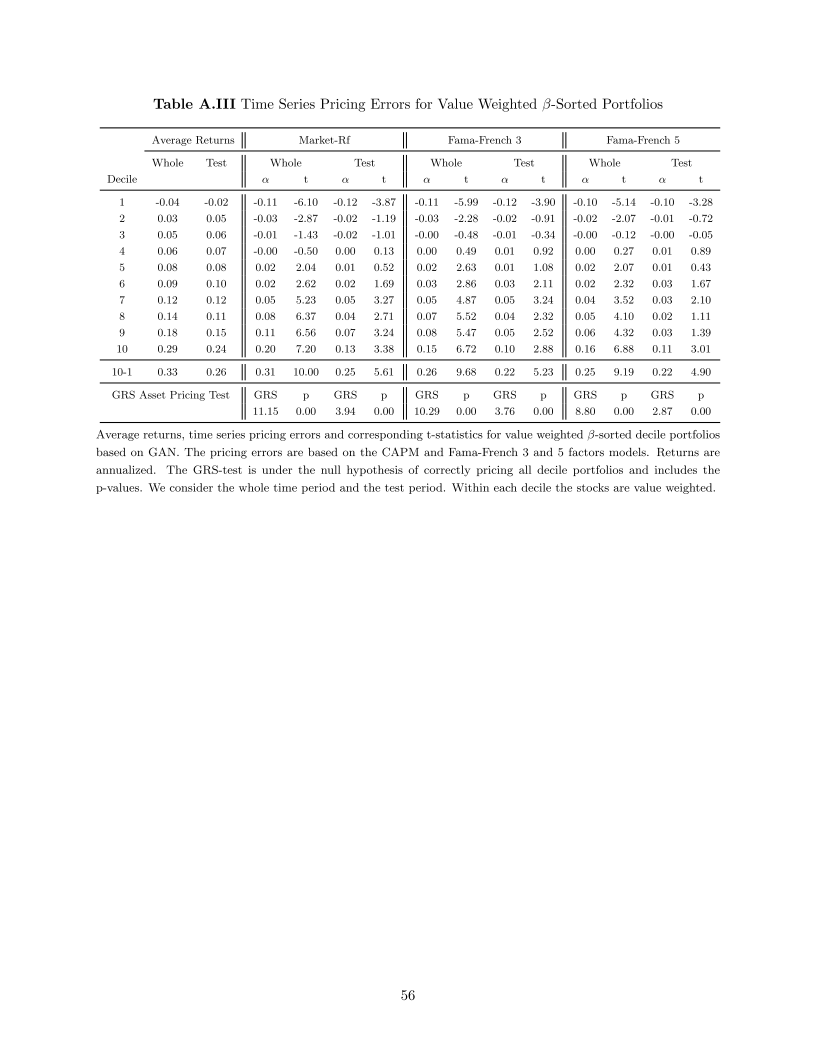 Table A.III Time Series Pricing Errors for Value Weighted β-Sorted Portfolios
Average Returns Market-Rf Fama-French 3 Fama-French 5
Whole Test Whole Test Whole Test Whole Test
Decile α t α t α t α t α t α t
1 -0.04 -0.02 -0.11 -6.10 -0.12 -3.87 -0.11 -5.99 -0.12 -3.90 -0.10 -5.14 -0.10 -3.28
2 0.03 0.05 -0.03 -2.87 -0.02 -1.19 -0.03 -2.28 -0.02 -0.91 -0.02 -2.07 -0.01 -0.72
3 0.05 0.06 -0.01 -1.43 -0.02 -1.01 -0.00 -0.48 -0.01 -0.34 -0.00 -0.12 -0.00 -0.05
4 0.06 0.07 -0.00 -0.50 0.00 0.13 0.00 0.49 0.01 0.92 0.00 0.27 0.01 0.89
5 0.08 0.08 0.02 2.04 0.01 0.52 0.02 2.63 0.01 1.08 0.02 2.07 0.01 0.43
6 0.09 0.10 0.02 2.62 0.02 1.69 0.03 2.86 0.03 2.11 0.02 2.32 0.03 1.67
7 0.12 0.12 0.05 5.23 0.05 3.27 0.05 4.87 0.05 3.24 0.04 3.52 0.03 2.10
8 0.14 0.11 0.08 6.37 0.04 2.71 0.07 5.52 0.04 2.32 0.05 4.10 0.02 1.11
9 0.18 0.15 0.11 6.56 0.07 3.24 0.08 5.47 0.05 2.52 0.06 4.32 0.03 1.39
10 0.29 0.24 0.20 7.20 0.13 3.38 0.15 6.72 0.10 2.88 0.16 6.88 0.11 3.01
10-1 0.33 0.26 0.31 10.00 0.25 5.61 0.26 9.68 0.22 5.23 0.25 9.19 0.22 4.90
GRS Asset Pricing Test GRS p GRS p GRS p GRS p GRS p GRS p
11.15 0.00 3.94 0.00 10.29 0.00 3.76 0.00 8.80 0.00 2.87 0.00
Average returns, time series pricing errors and corresponding t-statistics for value weighted β-sorted decile portfolios
based on GAN. The pricing errors are based on the CAPM and Fama-French 3 and 5 factors models. Returns are
annualized. The GRS-test is under the null hypothesis of correctly pricing all decile portfolios and includes the
p-values. We consider the whole time period and the test period. Within each decile the stocks are value weighted.
56